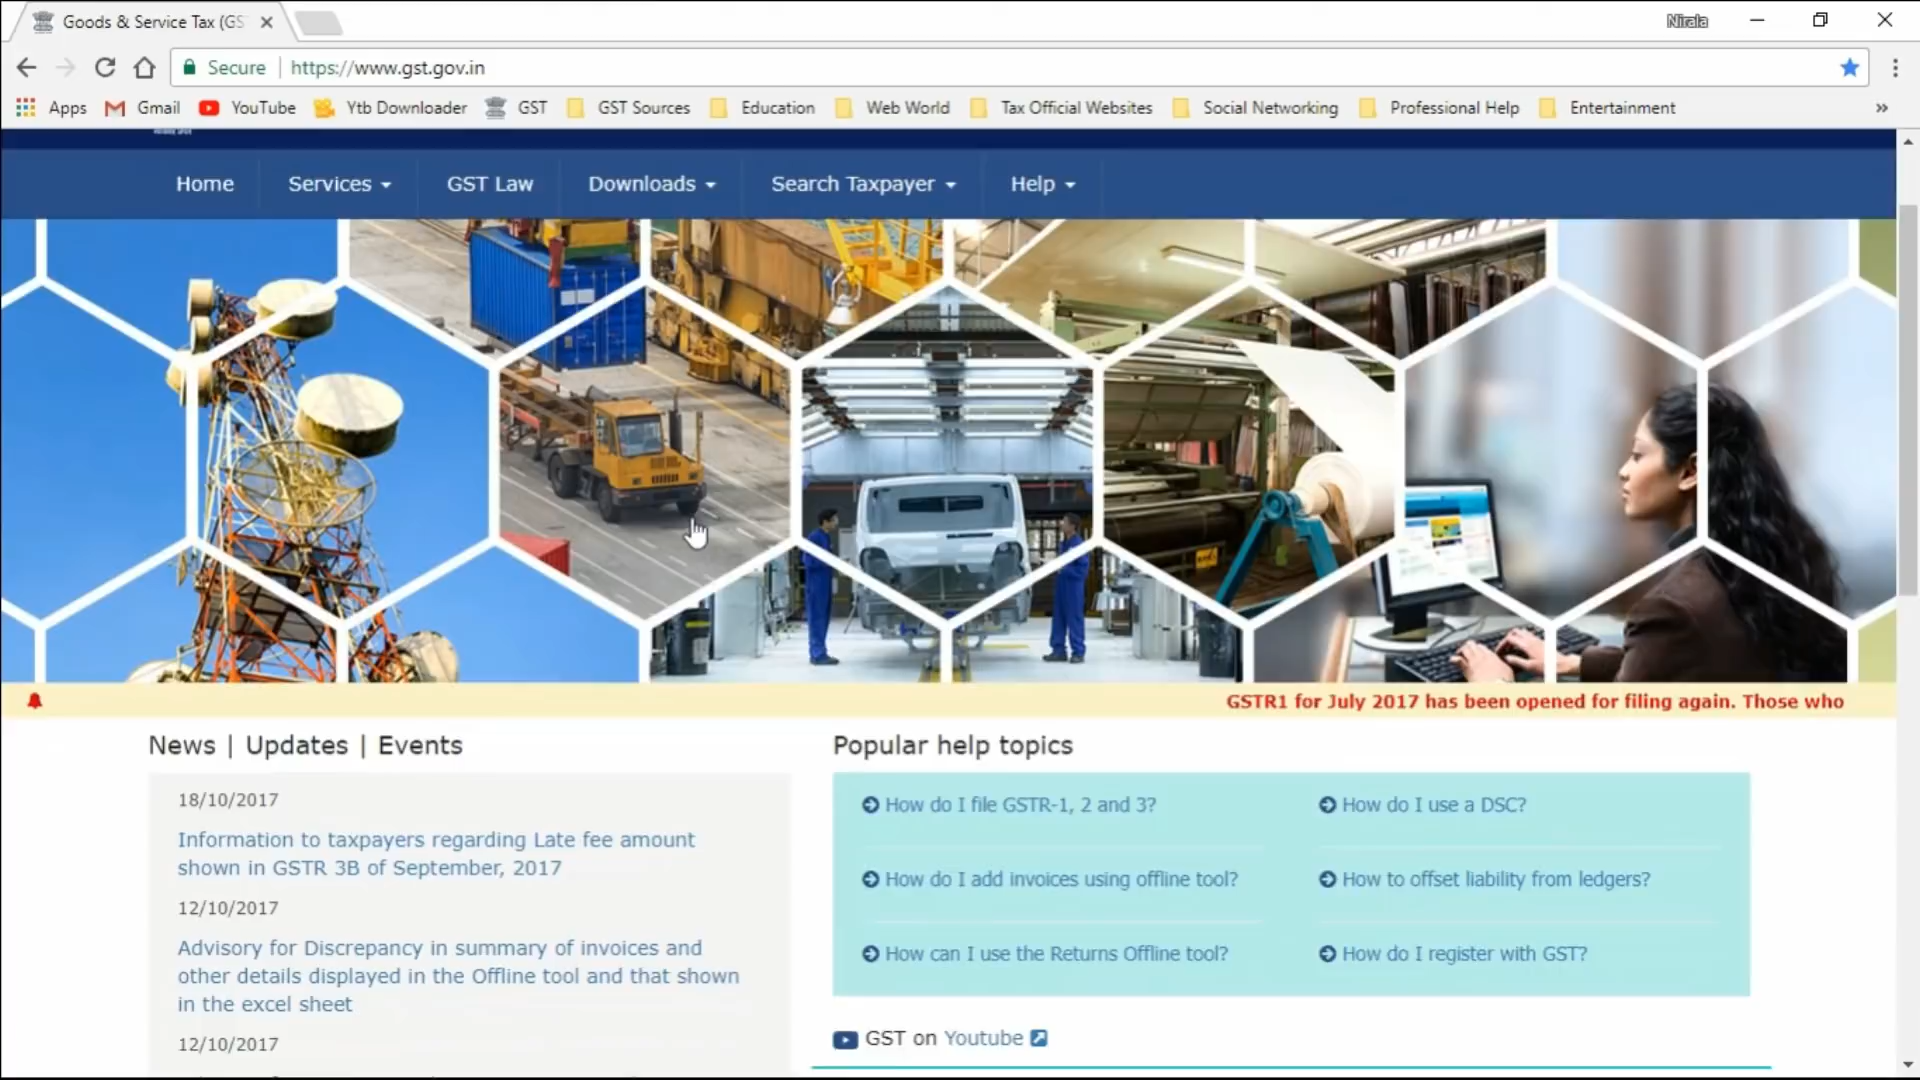 Goods & Service Tax (GS
Nirala
Secure | https://www.gst.gov.in
Apps Gmail YouTube Ytb Downloader GST GST Sources Education Web World Tax Official Websites Social Networking Professional Help Entertainment »
Home Services GST Law Downloads Search Taxpayer Help
GSTR1 for July 2017 has been opened for filing again. Those who
News | Updates | Events
18/10/2017
Information to taxpayers regarding Late fee amount
shown in GSTR 3B of September, 2017
12/10/2017
Advisory for Discrepancy in summary of invoices and
other details displayed in the Offline tool and that shown
in the excel sheet
12/10/2017
Popular help topics
How do I file GSTR-1, 2 and 3?
How do I use a DSC?
How do I add invoices using offline tool?
How to offset liability from ledgers?
How can I use the Returns Offline tool?
How do I register with GST?
GST on Youtube